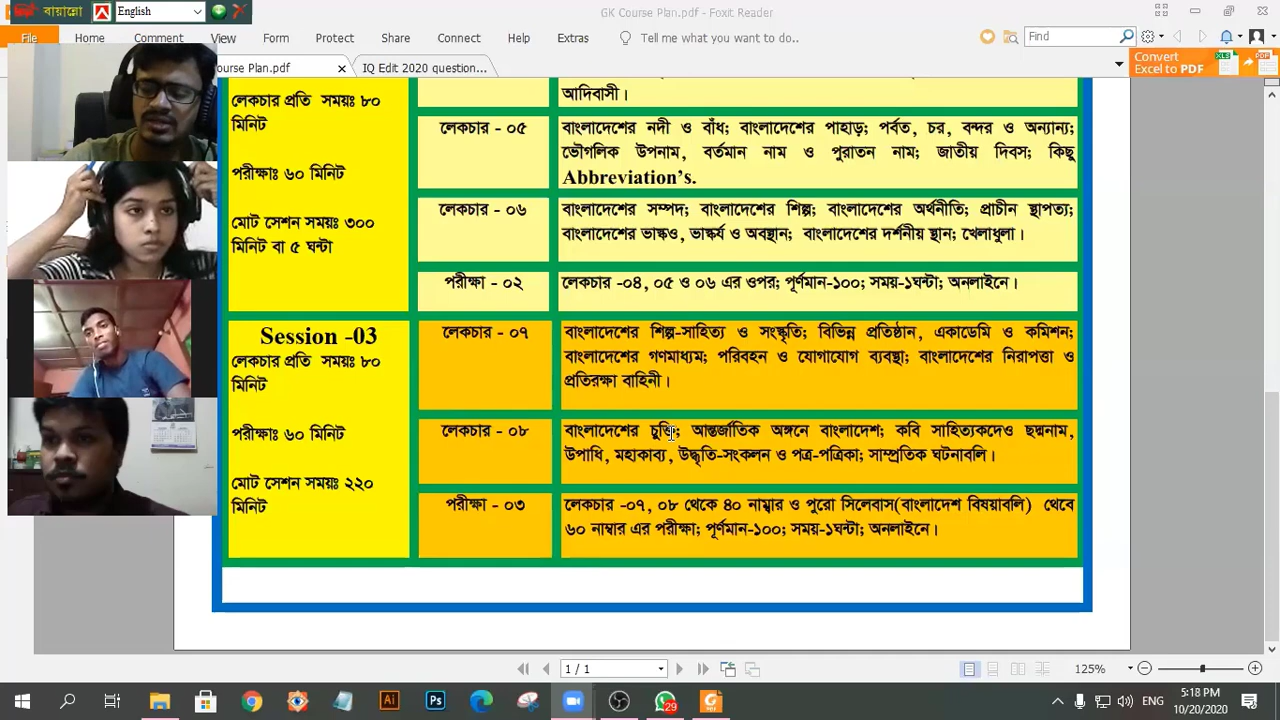 বায়ান্নো
English
GK Course Plan.pdf - Foxit Reader
File
Home
Comment
View
Form
Protect
Share
Connect
Help
Extras
Tell me what you want to do..
Find
ourse Plan.pdf
IQ Edit 2020 question...
Convert
Excel to PDF
লেকচার প্রতি সময়ঃ ৮০
মিনিট
পরীক্ষাঃ ৬০ মিনিট
মোট সেশন সময়ঃ ৩০০
মিনিট বা ৫ ঘন্টা
আদিবাসী।
লেকচার - ০৫
বাংলাদেশের নদী ও বাঁধ; বাংলাদেশের পাহাড়; পর্বত, চর, বন্দর ও অন্যান্য;
ভৌগলিক উপনাম, বর্তমান নাম ও পুরাতন নাম; জাতীয় দিবস; কিছু
Abbreviation's.
লেকচার - ০৬
বাংলাদেশের সম্পদ; বাংলাদেশের শিল্প; বাংলাদেশের অর্থনীতি; প্রাচীন স্থাপত্য;
বাংলাদেশের ভাস্কও, ভাস্কর্য ও অবস্থান; বাংলাদেশের দর্শনীয় স্থান; খেলাধুলা।
পরীক্ষা - ০২
লেকচার -০৪, ০৫ ও ০৬ এর ওপর; পূর্ণমান-১০০; সময়-১ঘন্টা; অনলাইনে।
Session -03
লেকচার প্রতি সময়ঃ ৮০
মিনিট
পরীক্ষাঃ ৬০ মিনিট
মোট সেশন সময়ঃ ২২০
মিনিট
লেকচার - ০৭
বাংলাদেশের শিল্প-সাহিত্য ও সংস্কৃতি; বিভিন্ন প্রতিষ্ঠান, একাডেমি ও কমিশন;
বাংলাদেশের গণমাধ্যম; পরিবহন ও যোগাযোগ ব্যবস্থা; বাংলাদেশের নিরাপত্তা ও
প্রতিরক্ষা বাহিনী।
লেকচার - ০৮
বাংলাদেশের চুক্তি; আন্তর্জাতিক অঙ্গনে বাংলাদেশ; কবি সাহিত্যকদেও ছদ্মনাম,
উপাধি, মহাকাব্য, উদ্ধৃতি-সংকলন ও পত্র-পত্রিকা; সাম্প্রতিক ঘটনাবলি।
পরীক্ষা - ০৩
লেকচার -০৭, ০৮ থেকে ৪০ নাম্বার ও পুরো সিলেবাস(বাংলাদেশ বিষয়াবলি) থেবে
৬০ নাম্বার এর পরীক্ষা; পূর্ণমান-১০০; সময়-১ঘন্টা; অনলাইনে।
1 / 1
125%
29
ENG
5:18 PM
10/20/2020